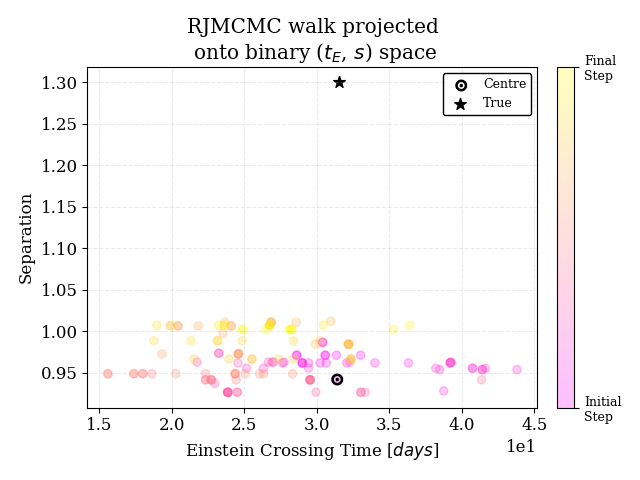 RJMCMC walk projected
onto binary (t_E, s) space
Separation
1.30
1.25
1.20
1.15
1.10
1.05
1.00
0.95
Centre
True
1.5
2.0
2.5
3.0
3.5
4.0
4.5
1e1
Einstein Crossing Time [days]
Final
Step
Initial
Step